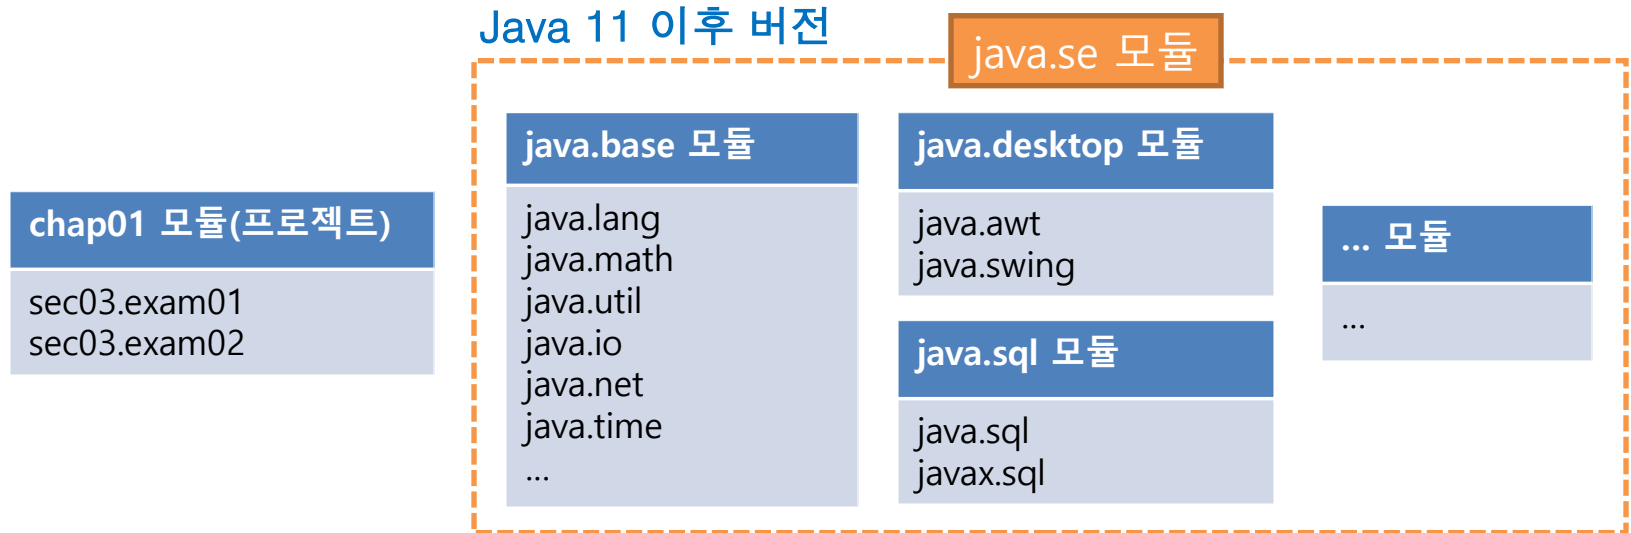 Java 11 이후 버전
java.se 모듈
chap01 모듈(프로젝트)
sec03.exam01
sec03.exam02
java.base 모듈
java.lang
java.math
java.util
java.io
java.net
java.time
...
java.desktop 모듈
java.awt
java.swing
java.sql 모듈
java.sql
javax.sql
... 모듈
...